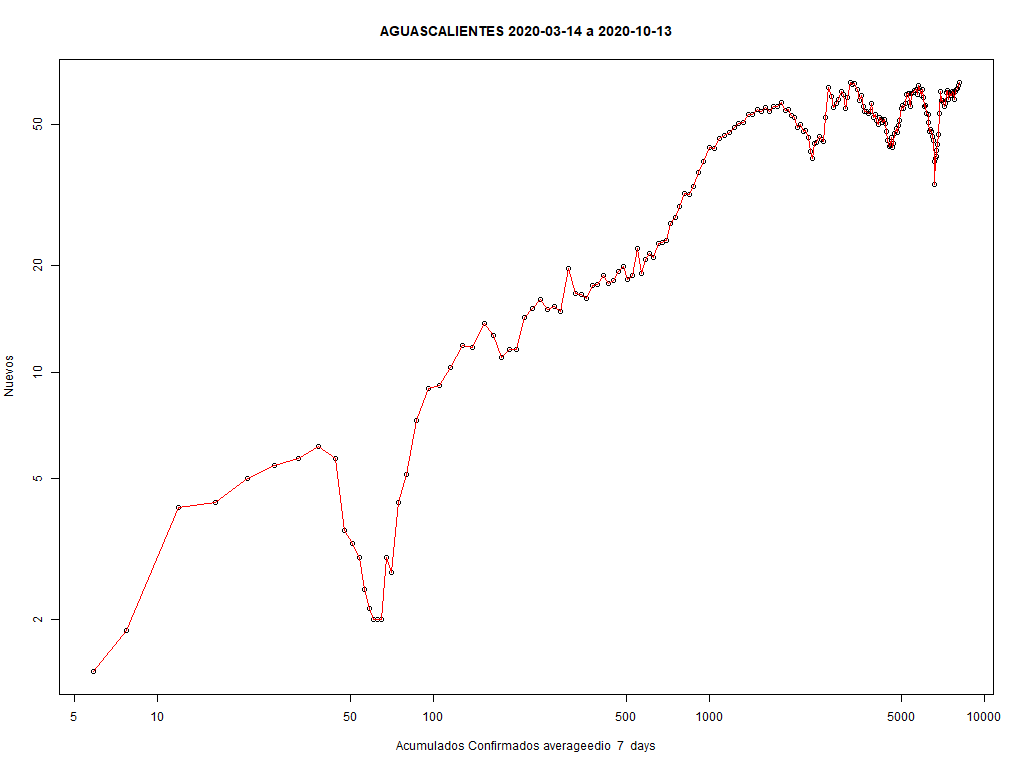 AGUASCALIENTES 2020-03-14 a 2020-10-13
Nuevos
50
20
10
5
2
5 10 50 100 500 1000 5000 10000
Acumulados Confirmados averageedio 7 days